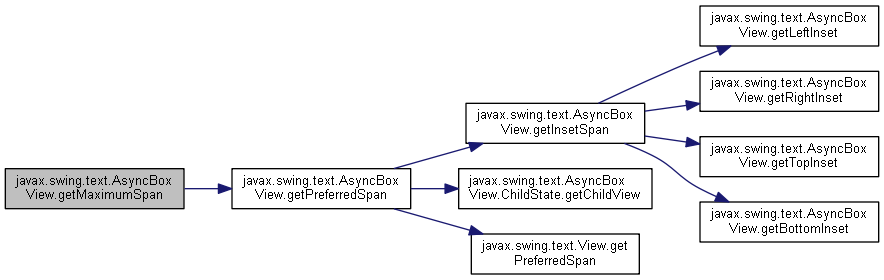 javax.swing.text.AsyncBox
View.getMaximumSpan
javax.swing.text.AsyncBox
View.getPreferredSpan
javax.swing.text.AsyncBox
View.getInsetSpan
javax.swing.text.AsyncBox
View.ChildState.getChildView
javax.swing.text.View.get
PreferredSpan
javax.swing.text.AsyncBox
View.getLeftInset
javax.swing.text.AsyncBox
View.getRightInset
javax.swing.text.AsyncBox
View.getTopInset
javax.swing.text.AsyncBox
View.getBottomInset